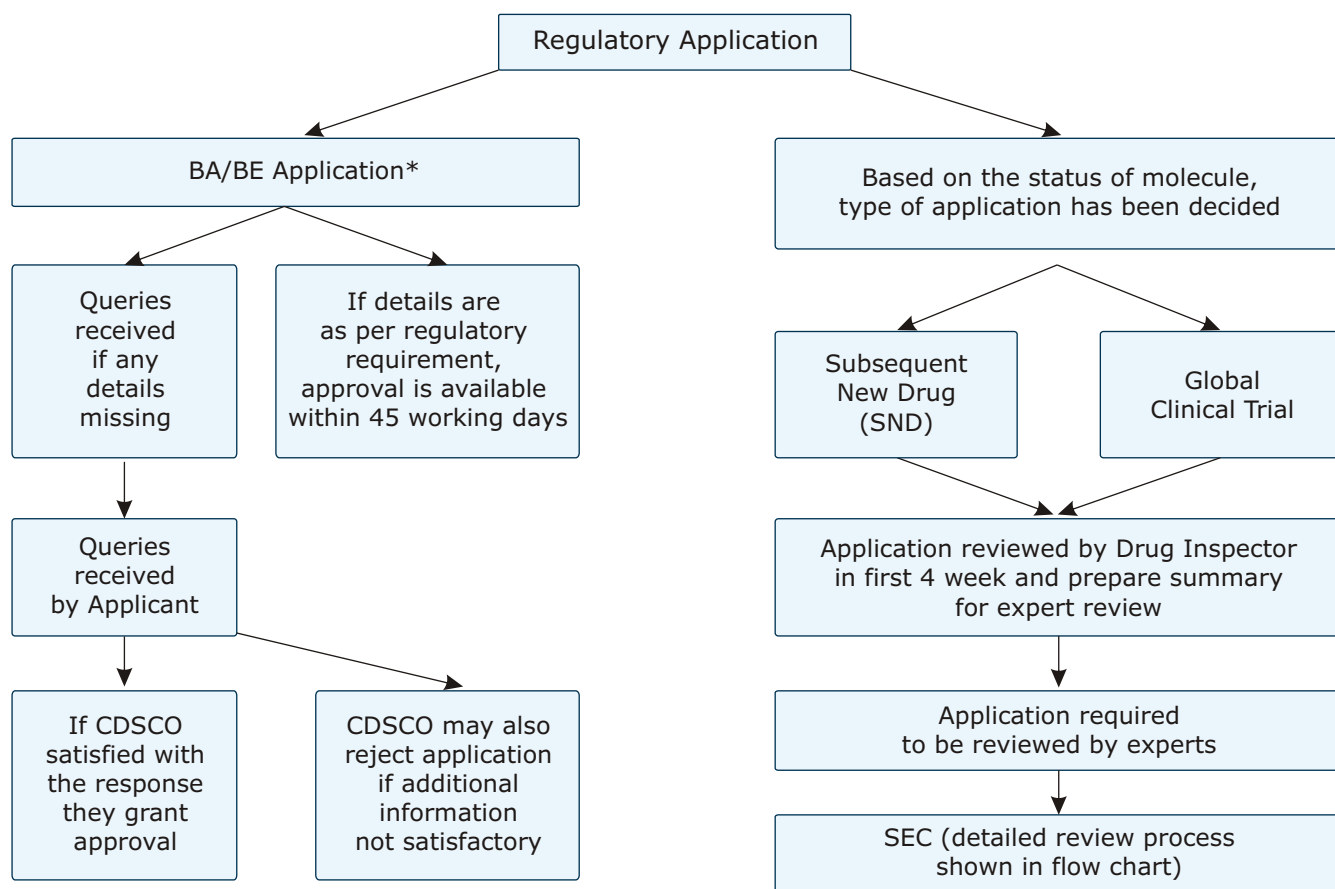 Regulatory Application
BA/BE Application*
Based on the status of molecule,
type of application has been decided
Queries
received
if any
details
missing
If details are
as per regulatory
requirement,
approval is available
within 45 working days
Subsequent
New Drug
(SND)
Global
Clinical Trial
Queries
received
by Applicant
Application reviewed by Drug Inspector
in first 4 week and prepare summary
for expert review
If CDSCO
satisfied with
the response
they grant
approval
CDSCO may also
reject application
if additional
information
not satisfactory
Application required
to be reviewed by experts
SEC (detailed review process
shown in flow chart)